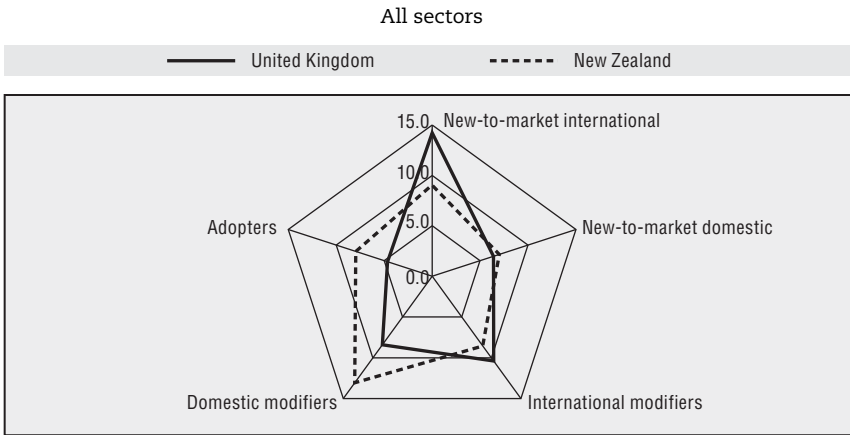 All sectors
United Kingdom New Zealand
15.0 New-to-market international
10.0
5.0
Adopters New-to-market domestic
0.0
Domestic modifiers International modifiers